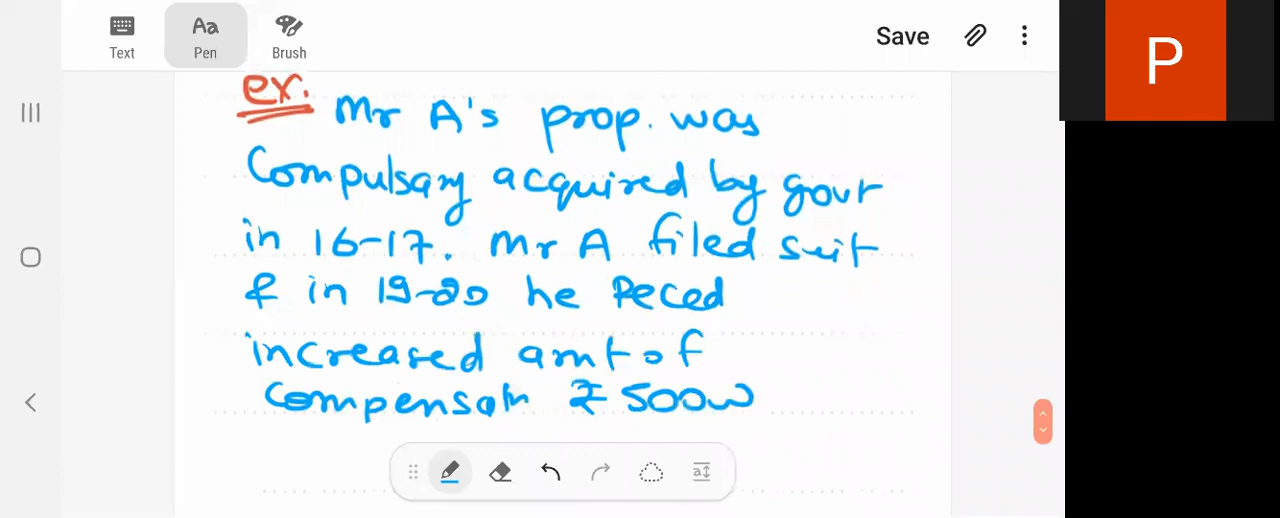 Text
Pen
Brush
Save
P
ex.
Mr A's prop. was
Compulsary acquired by govt
in 16-17. Mr A filed suit
& in 19-20 he Reced
increased amt of
Compensatn ₹ 50000